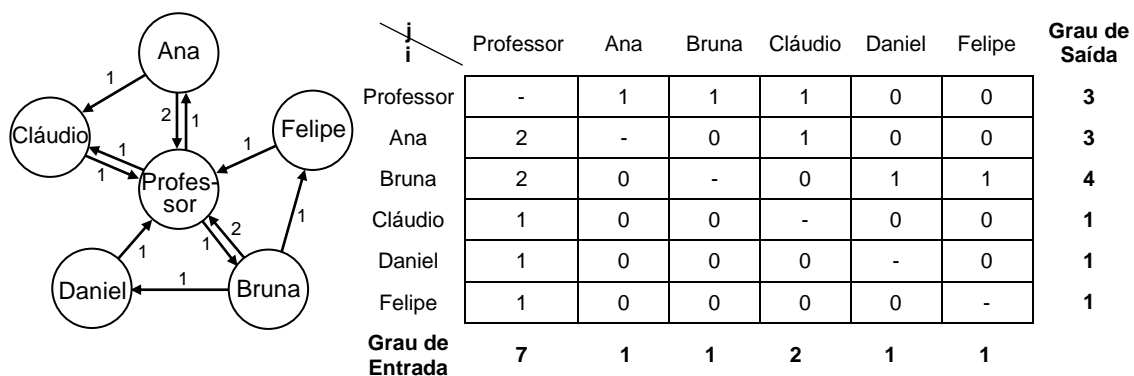 Ana
1
2
1
Cláudio
1
1
Felipe
1
Profes-
sor
1
1
2
1
Daniel
1
Bruna
j
i
Professor Ana Bruna Cláudio Daniel Felipe Grau de
Saída
Professor - 1 1 1 0 0 3
Ana 2 - 0 1 0 0 3
Bruna 2 0 - 0 1 1 4
Cláudio 1 0 0 - 0 0 1
Daniel 1 0 0 0 - 0 1
Felipe 1 0 0 0 0 - 1
Grau de
Entrada 7 1 1 2 1 1